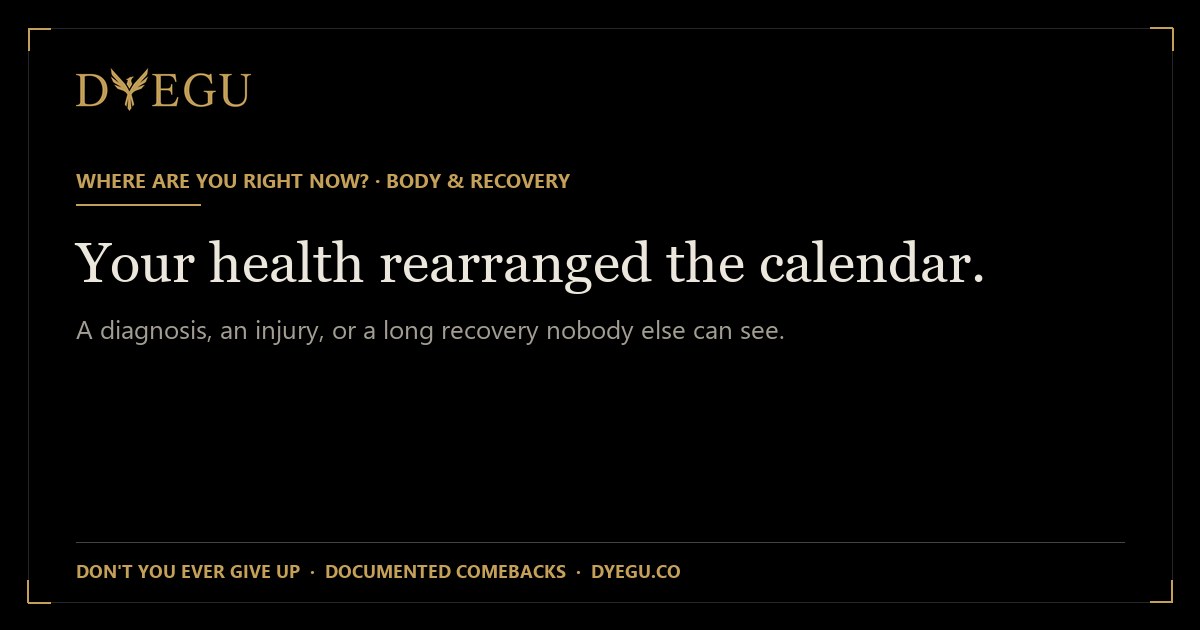 DYEGU
WHERE ARE YOU RIGHT NOW? · BODY & RECOVERY
Your health rearranged the calendar.
A diagnosis, an injury, or a long recovery nobody else can see.
DON'T YOU EVER GIVE UP · DOCUMENTED COMEBACKS · DYEGU.CO